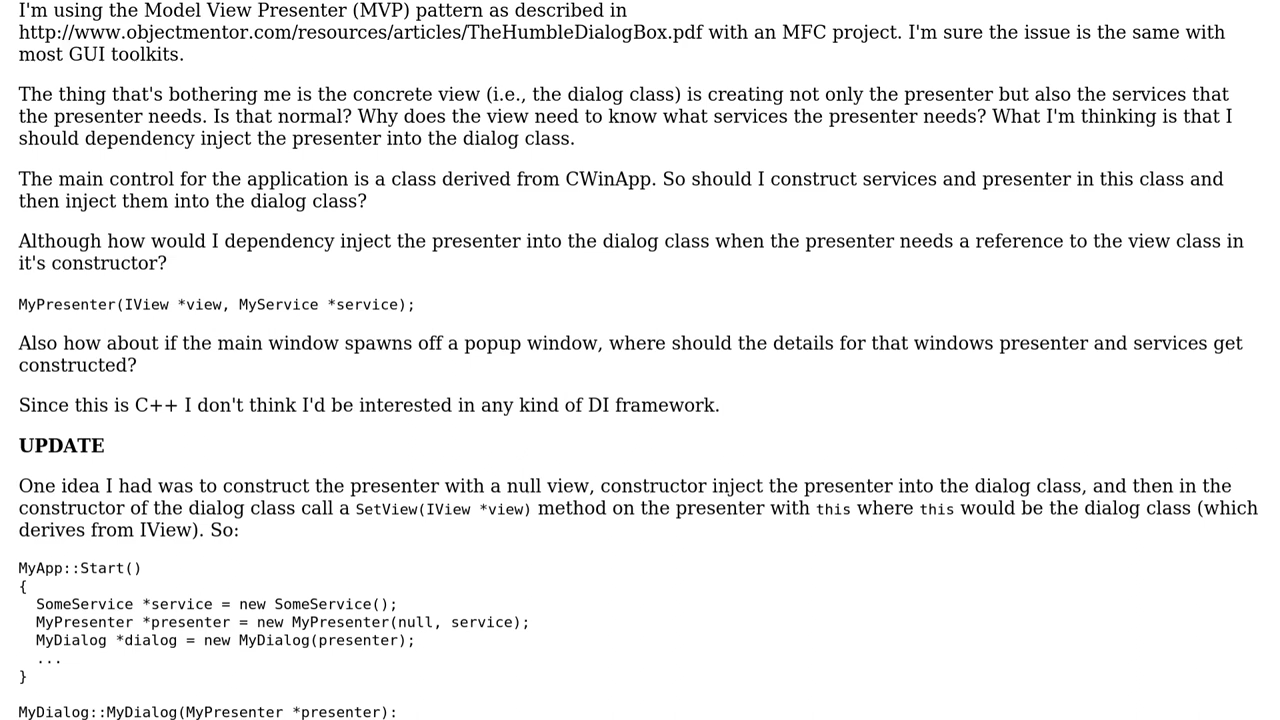 I'm using the Model View Presenter (MVP) pattern as described in
http://www.objectmentor.com/resources/articles/TheHumbleDialogBox.pdf with an MFC project. I'm sure the issue is the same with
most GUI toolkits.
The thing that's bothering me is the concrete view (i.e., the dialog class) is creating not only the presenter but also the services that
the presenter needs. Is that normal? Why does the view need to know what services the presenter needs? What I'm thinking is that I
should dependency inject the presenter into the dialog class.
The main control for the application is a class derived from CWinApp. So should I construct services and presenter in this class and
then inject them into the dialog class?
Although how would I dependency inject the presenter into the dialog class when the presenter needs a reference to the view class in
it's constructor?
MyPresenter(IView *view, MyService *service);
Also how about if the main window spawns off a popup window, where should the details for that windows presenter and services get
constructed?
Since this is C++ I don't think I'd be interested in any kind of DI framework.
UPDATE
One idea I had was to construct the presenter with a null view, constructor inject the presenter into the dialog class, and then in the
constructor of the dialog class call a SetView(IView *view) method on the presenter with this where this would be the dialog class (which
derives from IView). So:
MyApp::Start()
{
  SomeService *service = new SomeService();
  MyPresenter *presenter = new MyPresenter(null, service);
  MyDialog *dialog = new MyDialog(presenter);
  ...
}
MyDialog::MyDialog(MyPresenter *presenter):